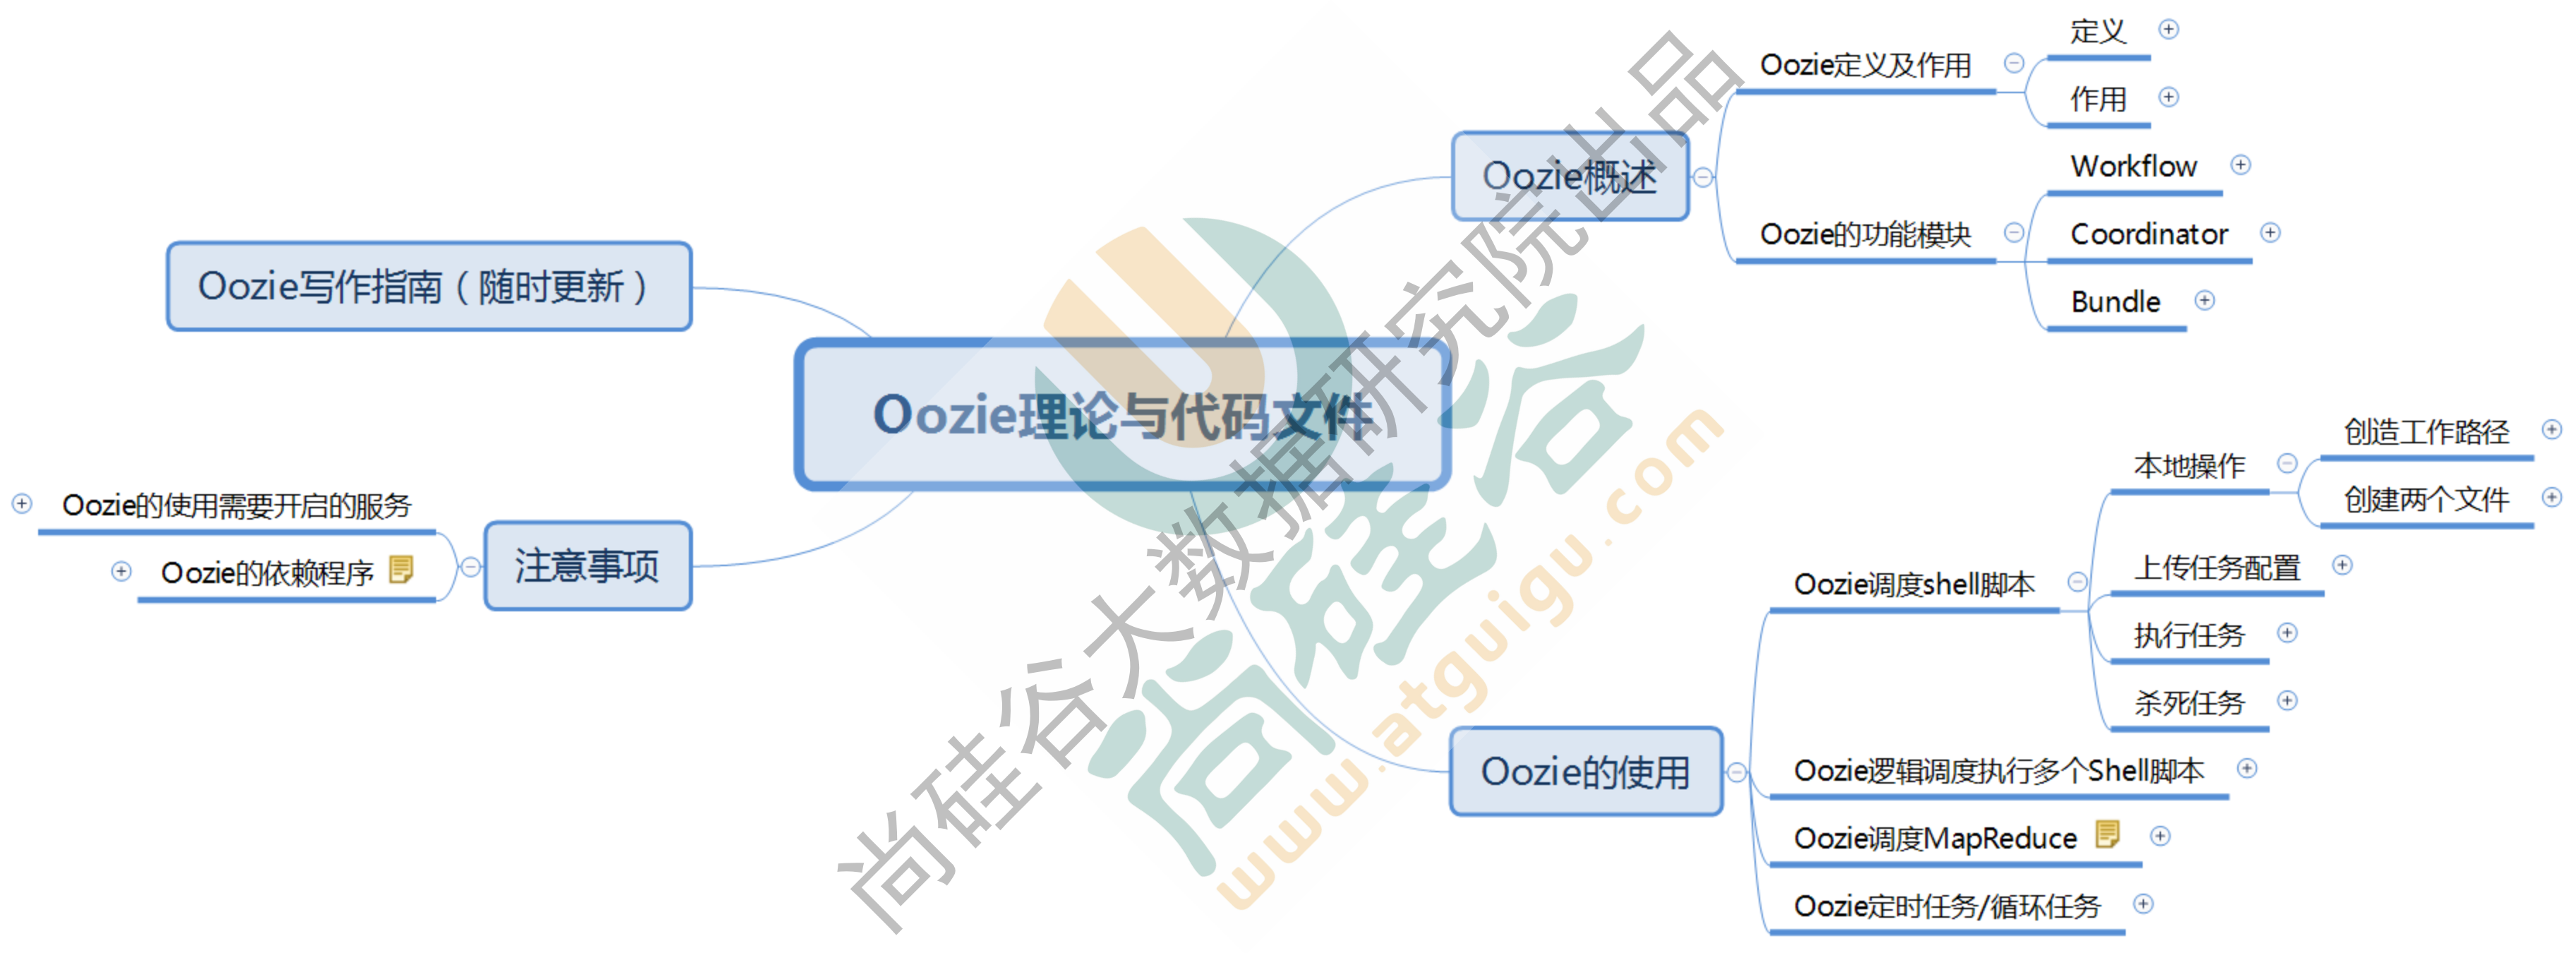 Oozie理论与代码文件
Oozie概述
Oozie定义及作用
定义
作用
Oozie的功能模块
Workflow
Coordinator
Bundle
Oozie的使用
Oozie调度shell脚本
本地操作
创造工作路径
创建两个文件
上传任务配置
执行任务
杀死任务
Oozie逻辑调度执行多个Shell脚本
Oozie调度MapReduce
Oozie定时任务/循环任务
Oozie写作指南（随时更新）
注意事项
Oozie的使用需要开启的服务
Oozie的依赖程序
尚硅谷大数据研究院出品
尚硅谷
www.atguigu.com